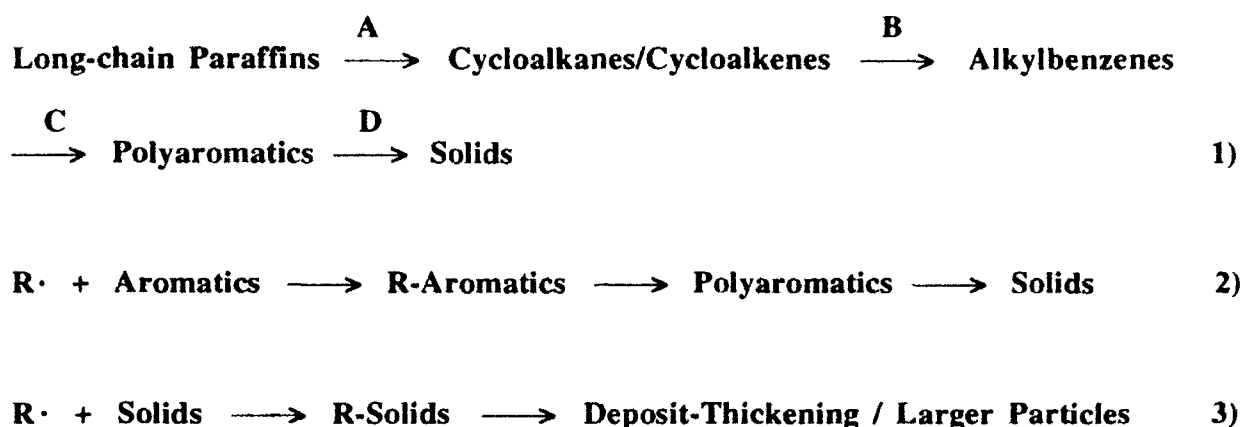 A B
Long-chain Paraffins ⟶ Cycloalkanes/Cycloalkenes ⟶ Alkylbenzenes
C D
⟶ Polyaromatics ⟶ Solids 1)
R· + Aromatics ⟶ R-Aromatics ⟶ Polyaromatics ⟶ Solids 2)
R· + Solids ⟶ R-Solids ⟶ Deposit-Thickening / Larger Particles 3)